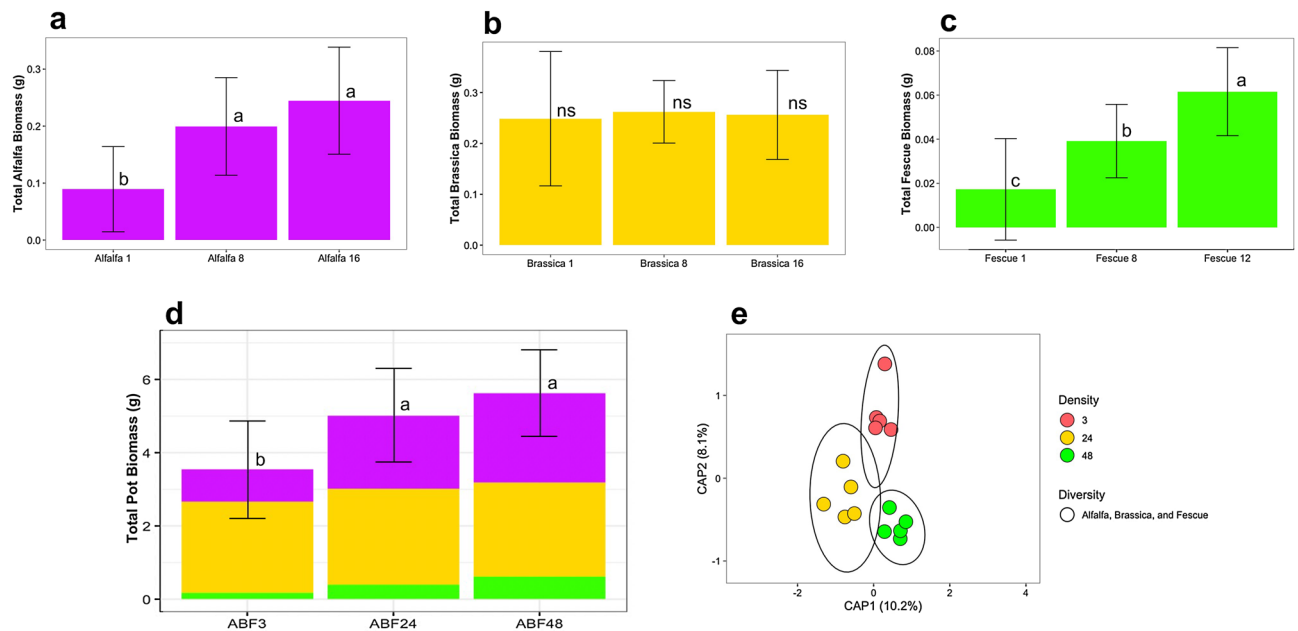 a
Total Alfalfa Biomass (g)
0.3
0.2
0.1
0.0
b
a
a
Alfalfa 1
Alfalfa 8
Alfalfa 16
b
Total Brassica Biomass (g)
0.3
0.2
0.1
0.0
ns
ns
ns
Brassica 1
Brassica 8
Brassica 16
c
Total Fescue Biomass (g)
0.08
0.06
0.04
0.02
0.00
c
b
a
Fescue 1
Fescue 8
Fescue 12
d
Total Pot Biomass (g)
6
4
2
0
b
a
a
ABF3
ABF24
ABF48
e
CAP2 (8.1%)
1
0
-1
-2
0
2
4
CAP1 (10.2%)
Density
3
24
48
Diversity
Alfalfa, Brassica, and Fescue